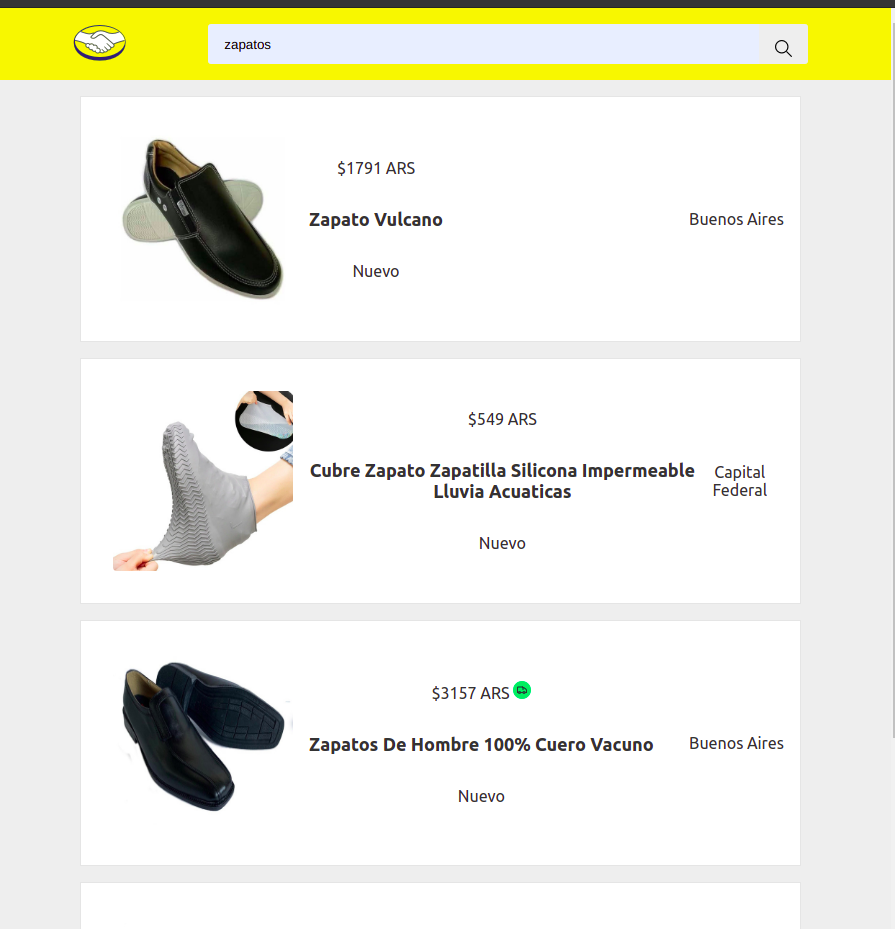 zapatos
$1791 ARS
Zapato Vulcano
Buenos Aires
Nuevo
$549 ARS
Cubre Zapato Zapatilla Silicona Impermeable
Lluvia Acuaticas
Capital
Federal
Nuevo
$3157 ARS
Zapatos De Hombre 100% Cuero Vacuno
Buenos Aires
Nuevo